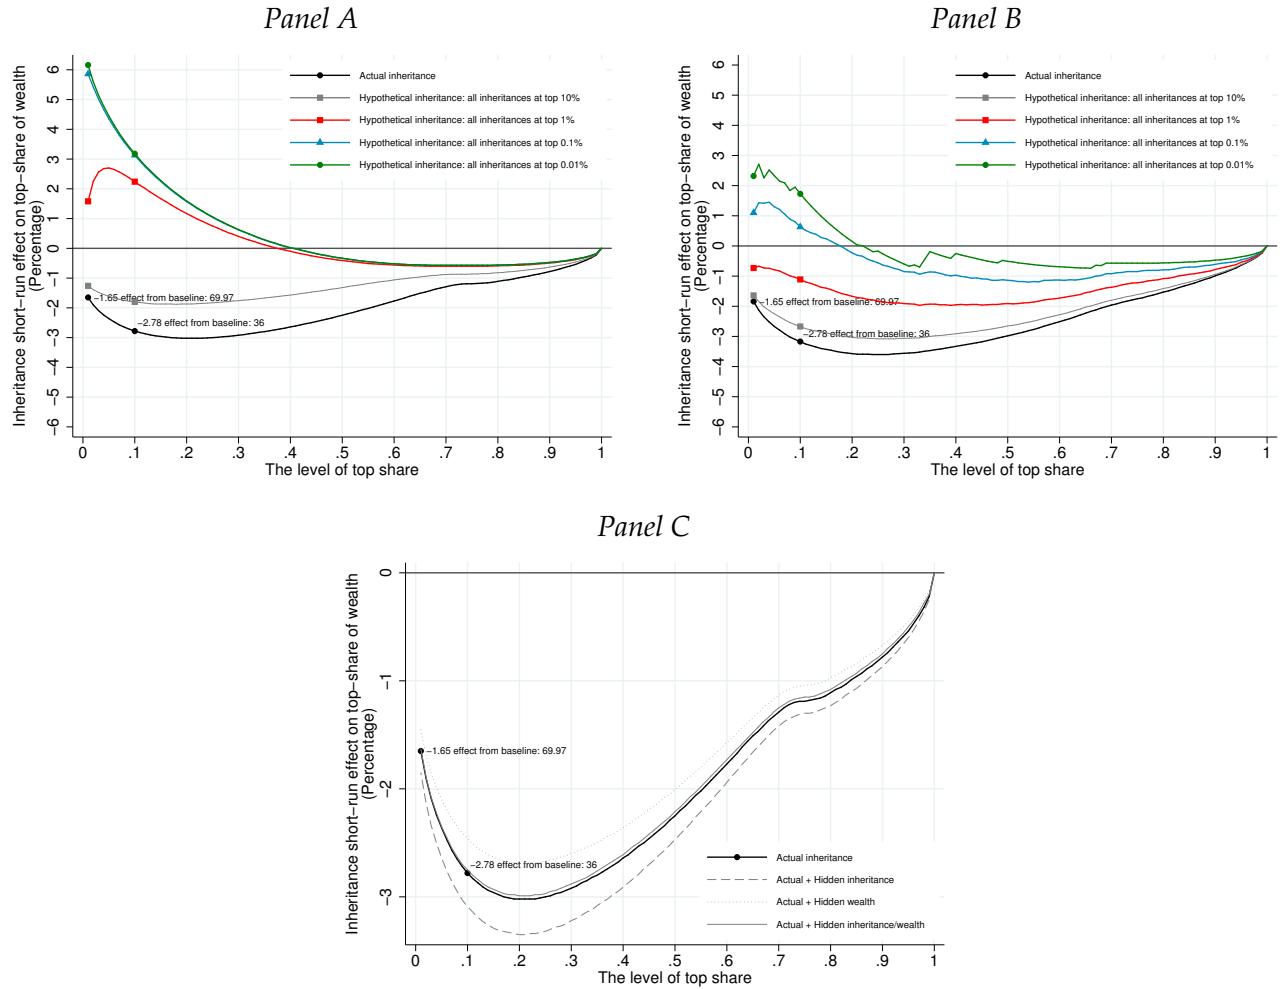 Panel A
Inheritance short−run effect on top−share of wealth
(Percentage)
6
5
4
3
2
1
0
−1
−2
−3
−4
−5
−6
Actual inheritance
Hypothetical inheritance: all inheritances at top 10%
Hypothetical inheritance: all inheritances at top 1%
Hypothetical inheritance: all inheritances at top 0.1%
Hypothetical inheritance: all inheritances at top 0.01%
−1.65 effect from baseline: 69.97
−2.78 effect from baseline: 36
0 .1 .2 .3 .4 .5 .6 .7 .8 .9 1
The level of top share
Panel B
Inheritance short−run effect on top−share of wealth
(Percentage)
6
5
4
3
2
1
0
−1
−2
−3
−4
−5
−6
Actual inheritance
Hypothetical inheritance: all inheritances at top 10%
Hypothetical inheritance: all inheritances at top 1%
Hypothetical inheritance: all inheritances at top 0.1%
Hypothetical inheritance: all inheritances at top 0.01%
−1.65 effect from baseline: 69.97
−2.78 effect from baseline: 36
0 .1 .2 .3 .4 .5 .6 .7 .8 .9 1
The level of top share
Panel C
Inheritance short−run effect on top−share of wealth
(Percentage)
0
−1
−2
−3
−1.65 effect from baseline: 69.97
−2.78 effect from baseline: 36
Actual inheritance
Actual + Hidden inheritance
Actual + Hidden wealth
Actual + Hidden inheritance/wealth
0 .1 .2 .3 .4 .5 .6 .7 .8 .9 1
The level of top share